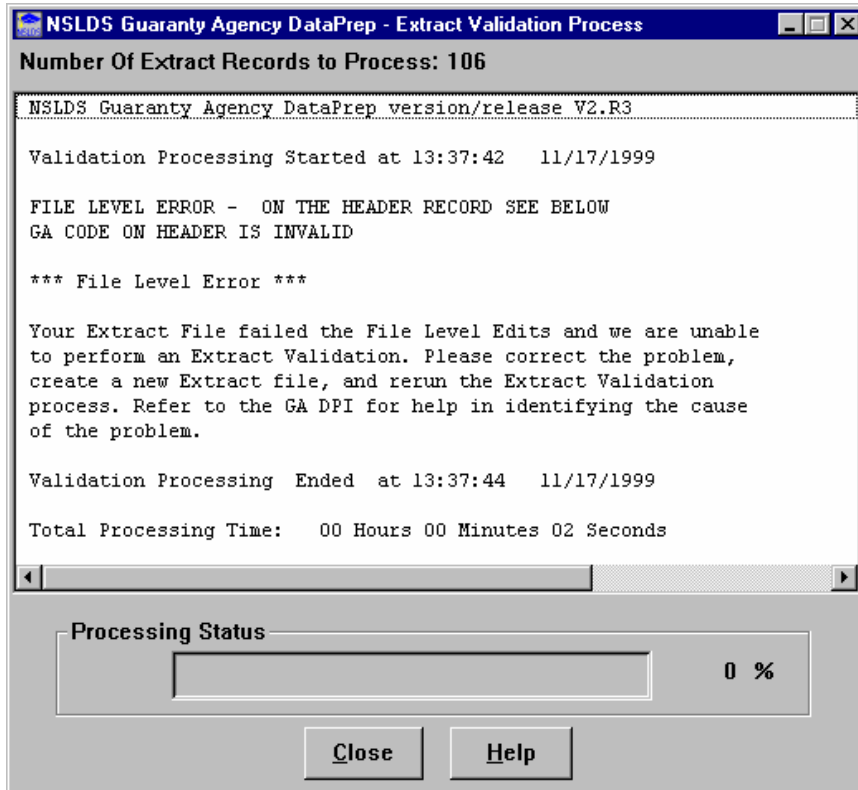 NSLDS Guaranty Agency DataPrep - Extract Validation Process
Number Of Extract Records to Process: 106
NSLDS Guaranty Agency DataPrep version/release V2.R3
Validation Processing Started at 13:37:42   11/17/1999
FILE LEVEL ERROR -  ON THE HEADER RECORD SEE BELOW
GA CODE ON HEADER IS INVALID
*** File Level Error ***
Your Extract File failed the File Level Edits and we are unable
to perform an Extract Validation. Please correct the problem,
create a new Extract file, and rerun the Extract Validation
process. Refer to the GA DPI for help in identifying the cause
of the problem.
Validation Processing  Ended  at 13:37:44   11/17/1999
Total Processing Time:   00 Hours 00 Minutes 02 Seconds
Processing Status
0 %
Close Help